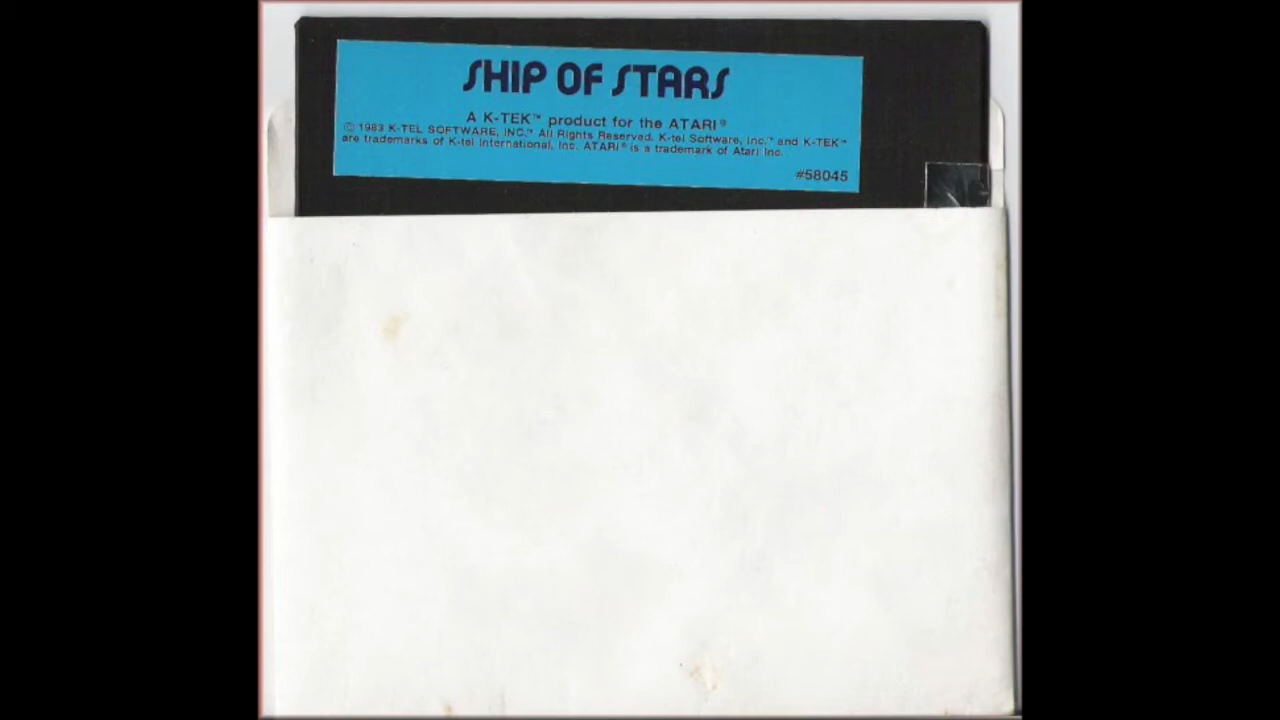 SHIP OF STARS
A K-TEK™ product for the ATARI®
© 1983 K-TEL SOFTWARE, INC.™ All Rights Reserved. K-tel Software, Inc.™ and K-TEK™
are trademarks of K-tel International, Inc. ATARI® is a trademark of Atari Inc.
#58045